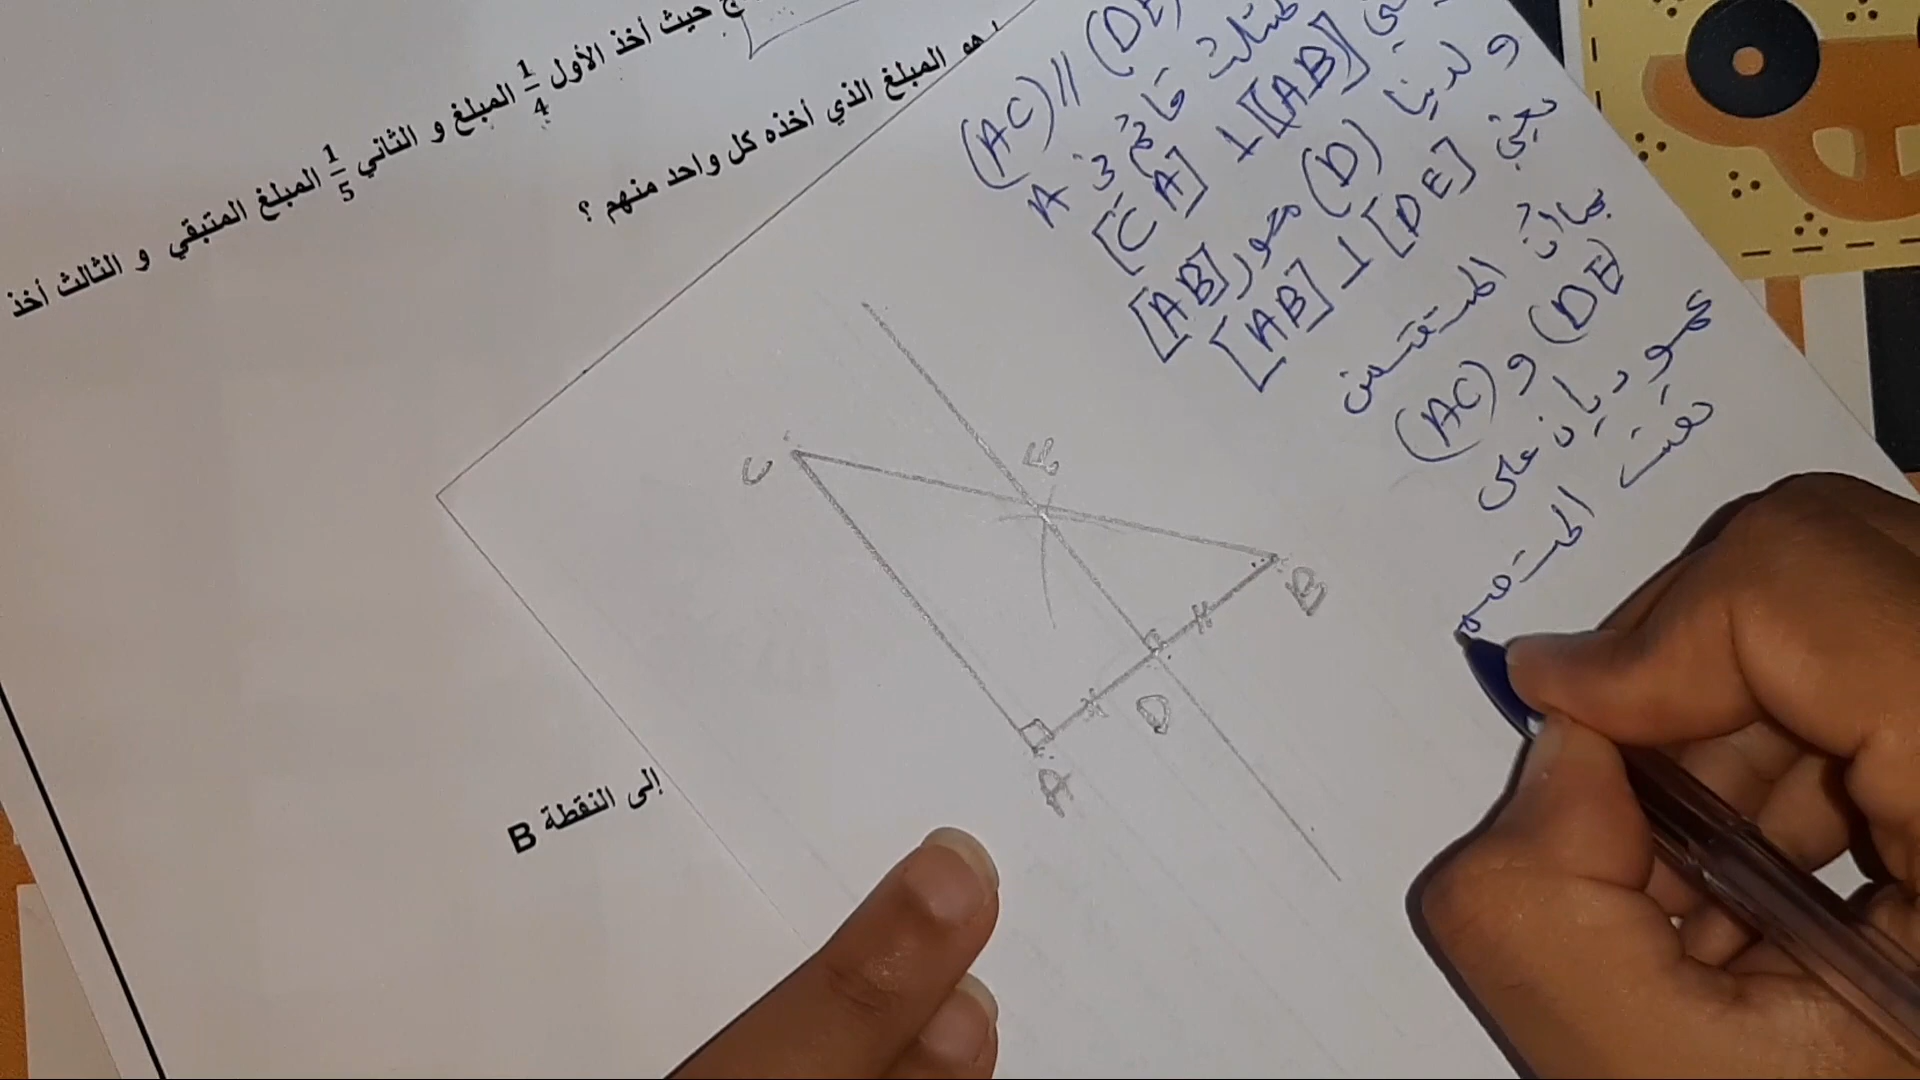 حيث أخذ الأول 1/4 المبلغ و الثاني 1/5 المبلغ المتبقي و الثالث أخذ
هو المبلغ الذي أخذه كل واحد منهم ؟
(AC) // (DE)
المثلث قائم في A
[CA] ⊥ [AB]
و لدينا (D) محور [AB]
يعني [DE] ⊥ [AB]
بما أن المستقيمين
(DE) و (AC)
عموديان على
نفس المستقيم
C
E
B
D
A
إلى النقطة B